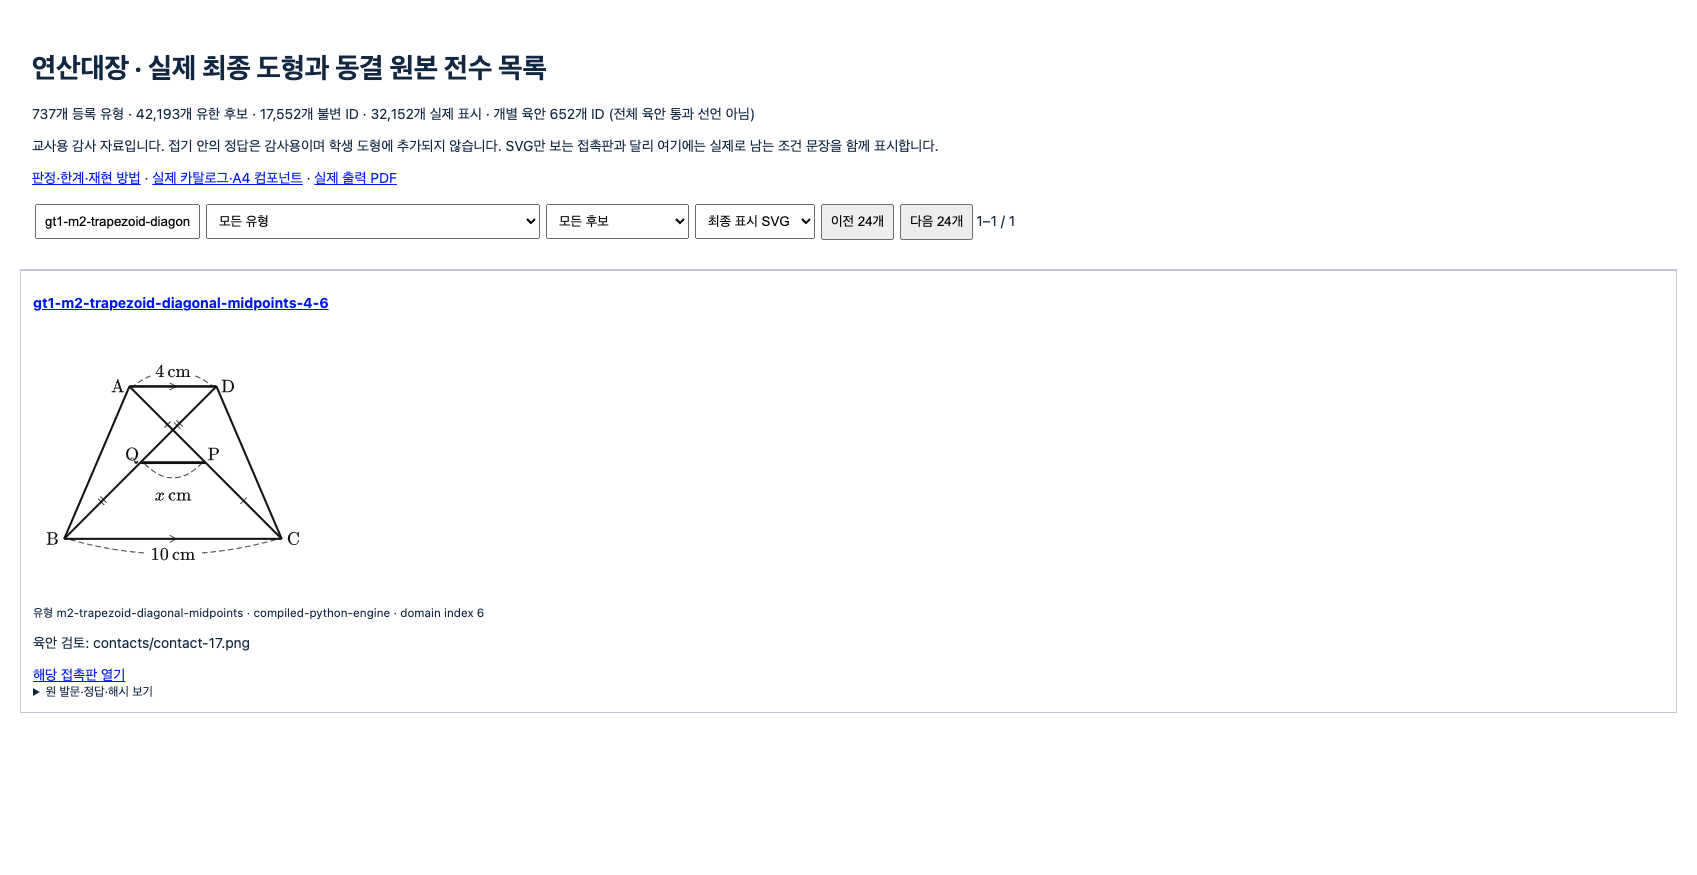 연산대장 · 실제 최종 도형과 동결 원본 전수 목록
737개 등록 유형 · 42,193개 유한 후보 · 17,552개 불변 ID · 32,152개 실제 표시 · 개별 육안 652개 ID (전체 육안 통과 선언 아님)
교사용 감사 자료입니다. 접기 안의 정답은 감사용이며 학생 도형에 추가되지 않습니다. SVG만 보는 접촉판과 달리 여기에는 실제로 남는 조건 문장을 함께 표시합니다.
판정·한계·재현 방법 · 실제 카탈로그·A4 컴포넌트 · 실제 출력 PDF
gt1-m2-trapezoid-diagon 모든 유형 모든 후보 최종 표시 SVG 이전 24개 다음 24개 1–1 / 1
gt1-m2-trapezoid-diagonal-midpoints-4-6
4 cm
A D
Q P
x cm
B C
10 cm
유형 m2-trapezoid-diagonal-midpoints · compiled-python-engine · domain index 6
육안 검토: contacts/contact-17.png
해당 접촉판 열기
▶ 원 발문·정답·해시 보기